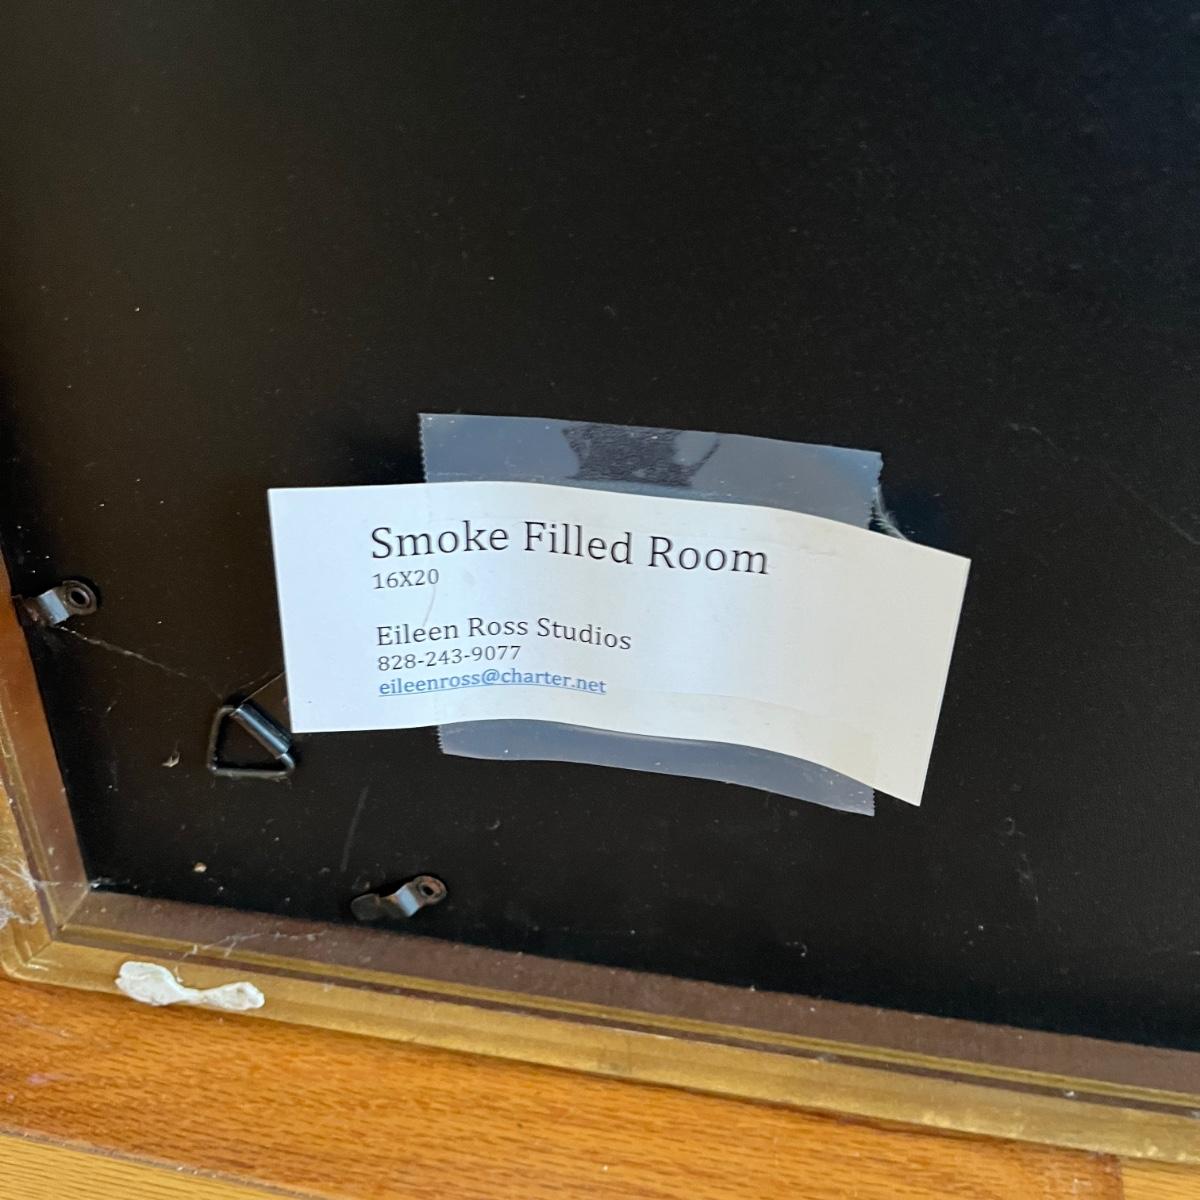 Smoke Filled Room
16X20
Eileen Ross Studios
828-243-9077
eileenross@charter.net